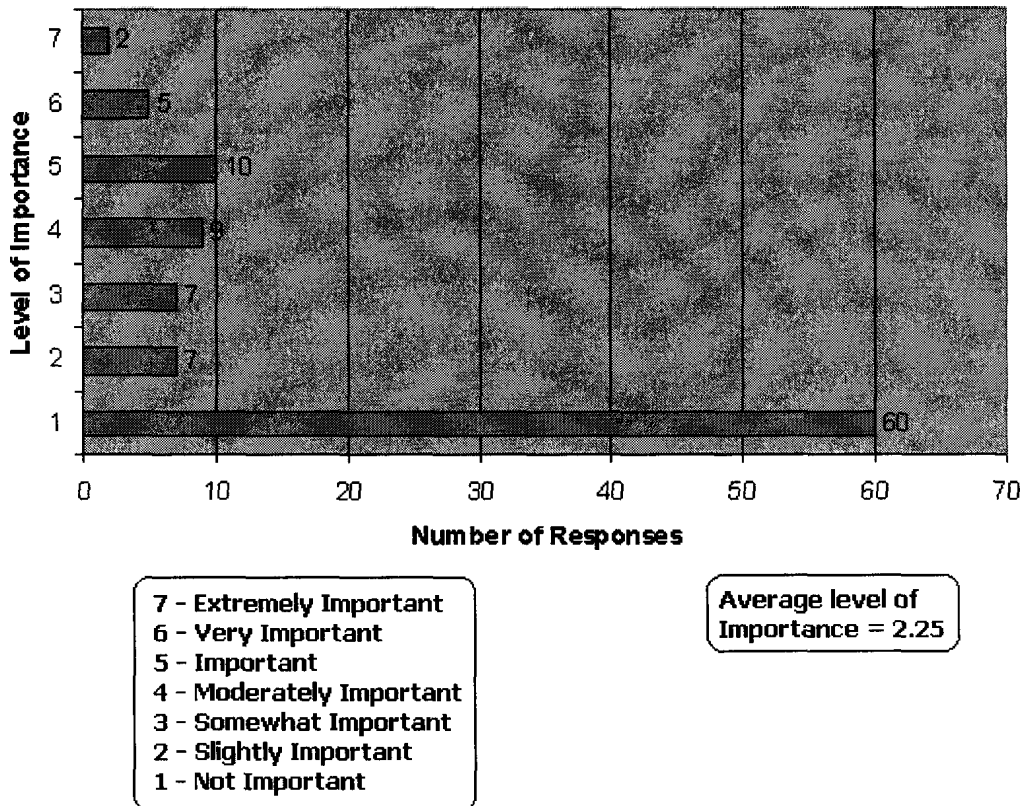 7
2
6
5
5
10
4
9
3
7
2
7
1
60
Level of Importance
0 10 20 30 40 50 60 70
Number of Responses
7 - Extremely Important
6 - Very Important
5 - Important
4 - Moderately Important
3 - Somewhat Important
2 - Slightly Important
1 - Not Important
Average level of
Importance = 2.25